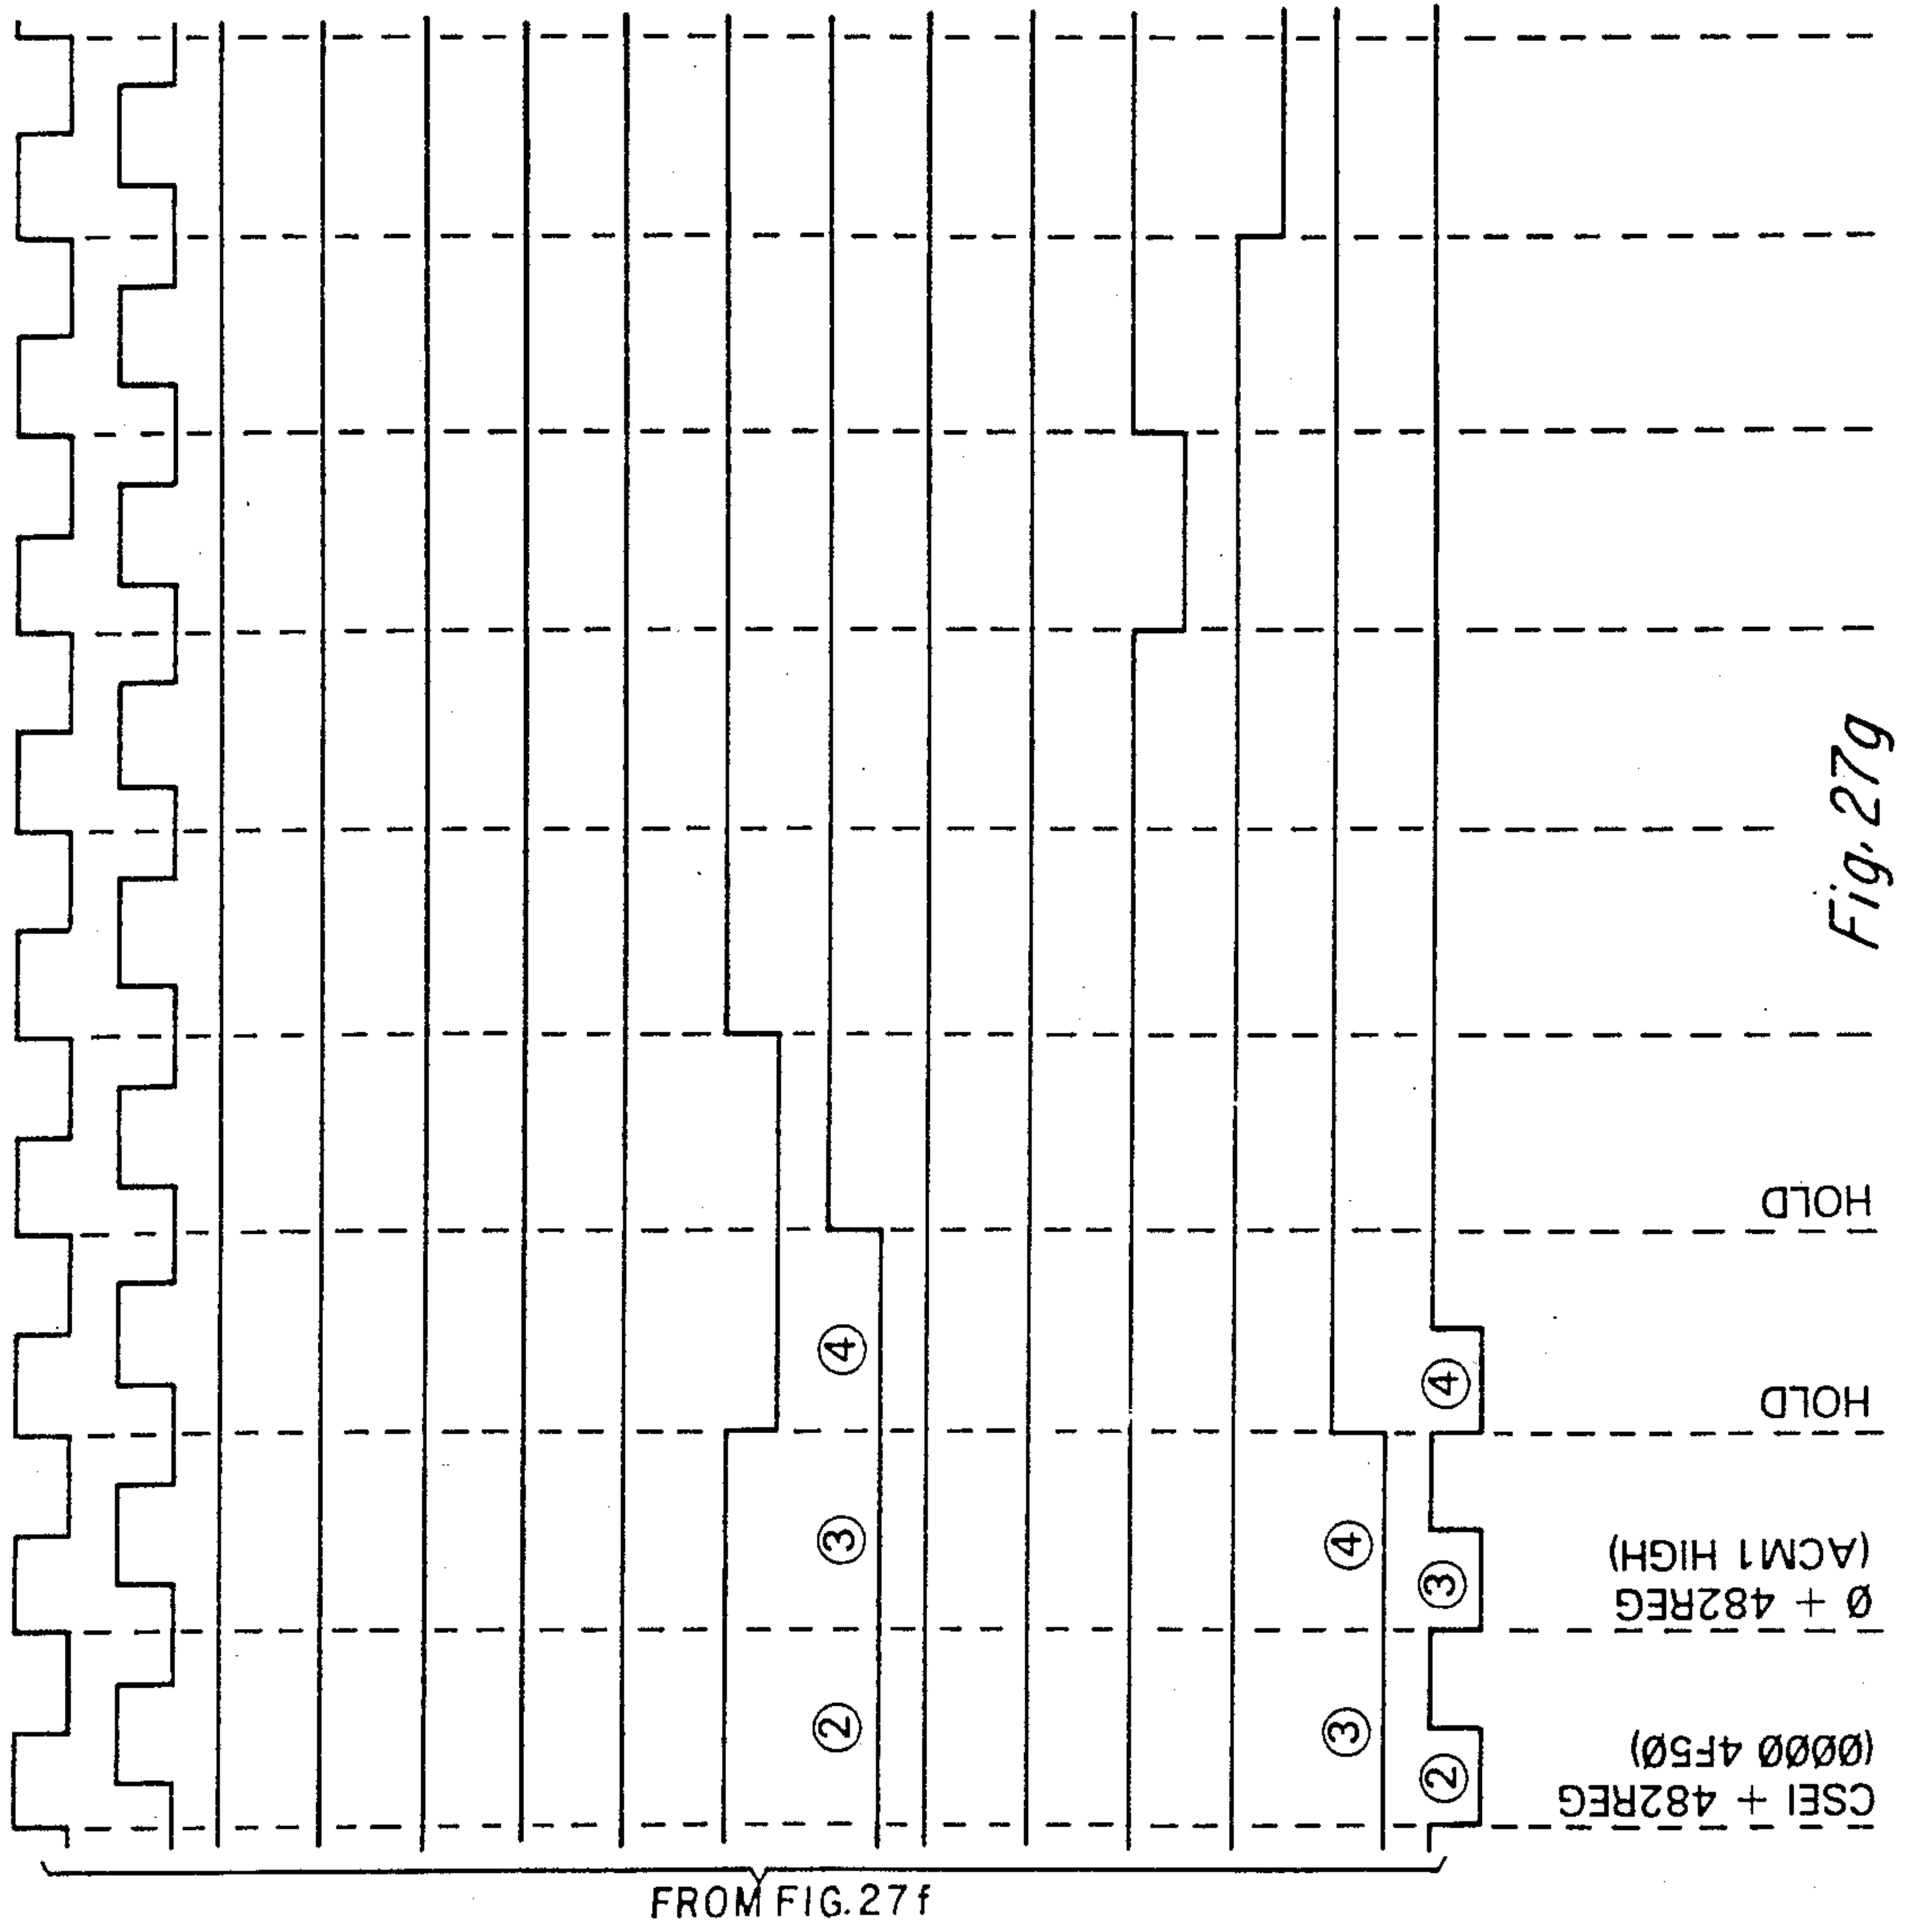 ②
③
④
③
④
②
③
④
CSEI + 482REG
(ØØØØ 4F5Ø)
Ø + 482REG
(ACM1 HIGH)
HOLD
HOLD
FROM FIG.27f
Fig. 27g